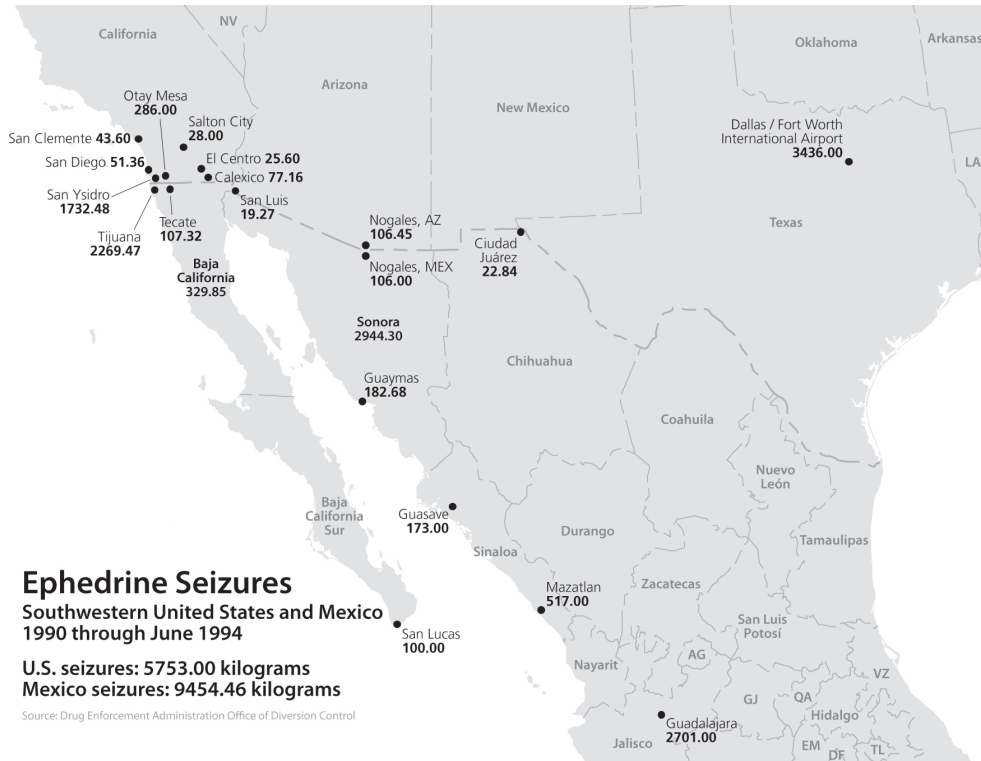 NV
California
Arizona
New Mexico
Oklahoma
Arkansas
Otay Mesa
286.00
Salton City
28.00
San Clemente 43.60
San Diego 51.36
El Centro 25.60
Calexico 77.16
San Ysidro
1732.48
San Luis
19.27
Tijuana
2269.47
Tecate
107.32
Baja
California
329.85
Nogales, AZ
106.45
Nogales, MEX
106.00
Ciudad
Juárez
22.84
Dallas / Fort Worth
International Airport
3436.00
LA
Texas
Sonora
2944.30
Chihuahua
Guaymas
182.68
Coahuila
Nuevo
León
Baja
California
Sur
Guasave
173.00
Sinaloa
Durango
Tamaulipas
Zacatecas
Mazatlan
517.00
San Luis
Potosí
San Lucas
100.00
Nayarit
AG
VZ
GJ
QA
Hidalgo
Guadalajara
2701.00
Jalisco
EM
DF
TL
Ephedrine Seizures
Southwestern United States and Mexico
1990 through June 1994
U.S. seizures: 5753.00 kilograms
Mexico seizures: 9454.46 kilograms
Source: Drug Enforcement Administration Office of Diversion Control